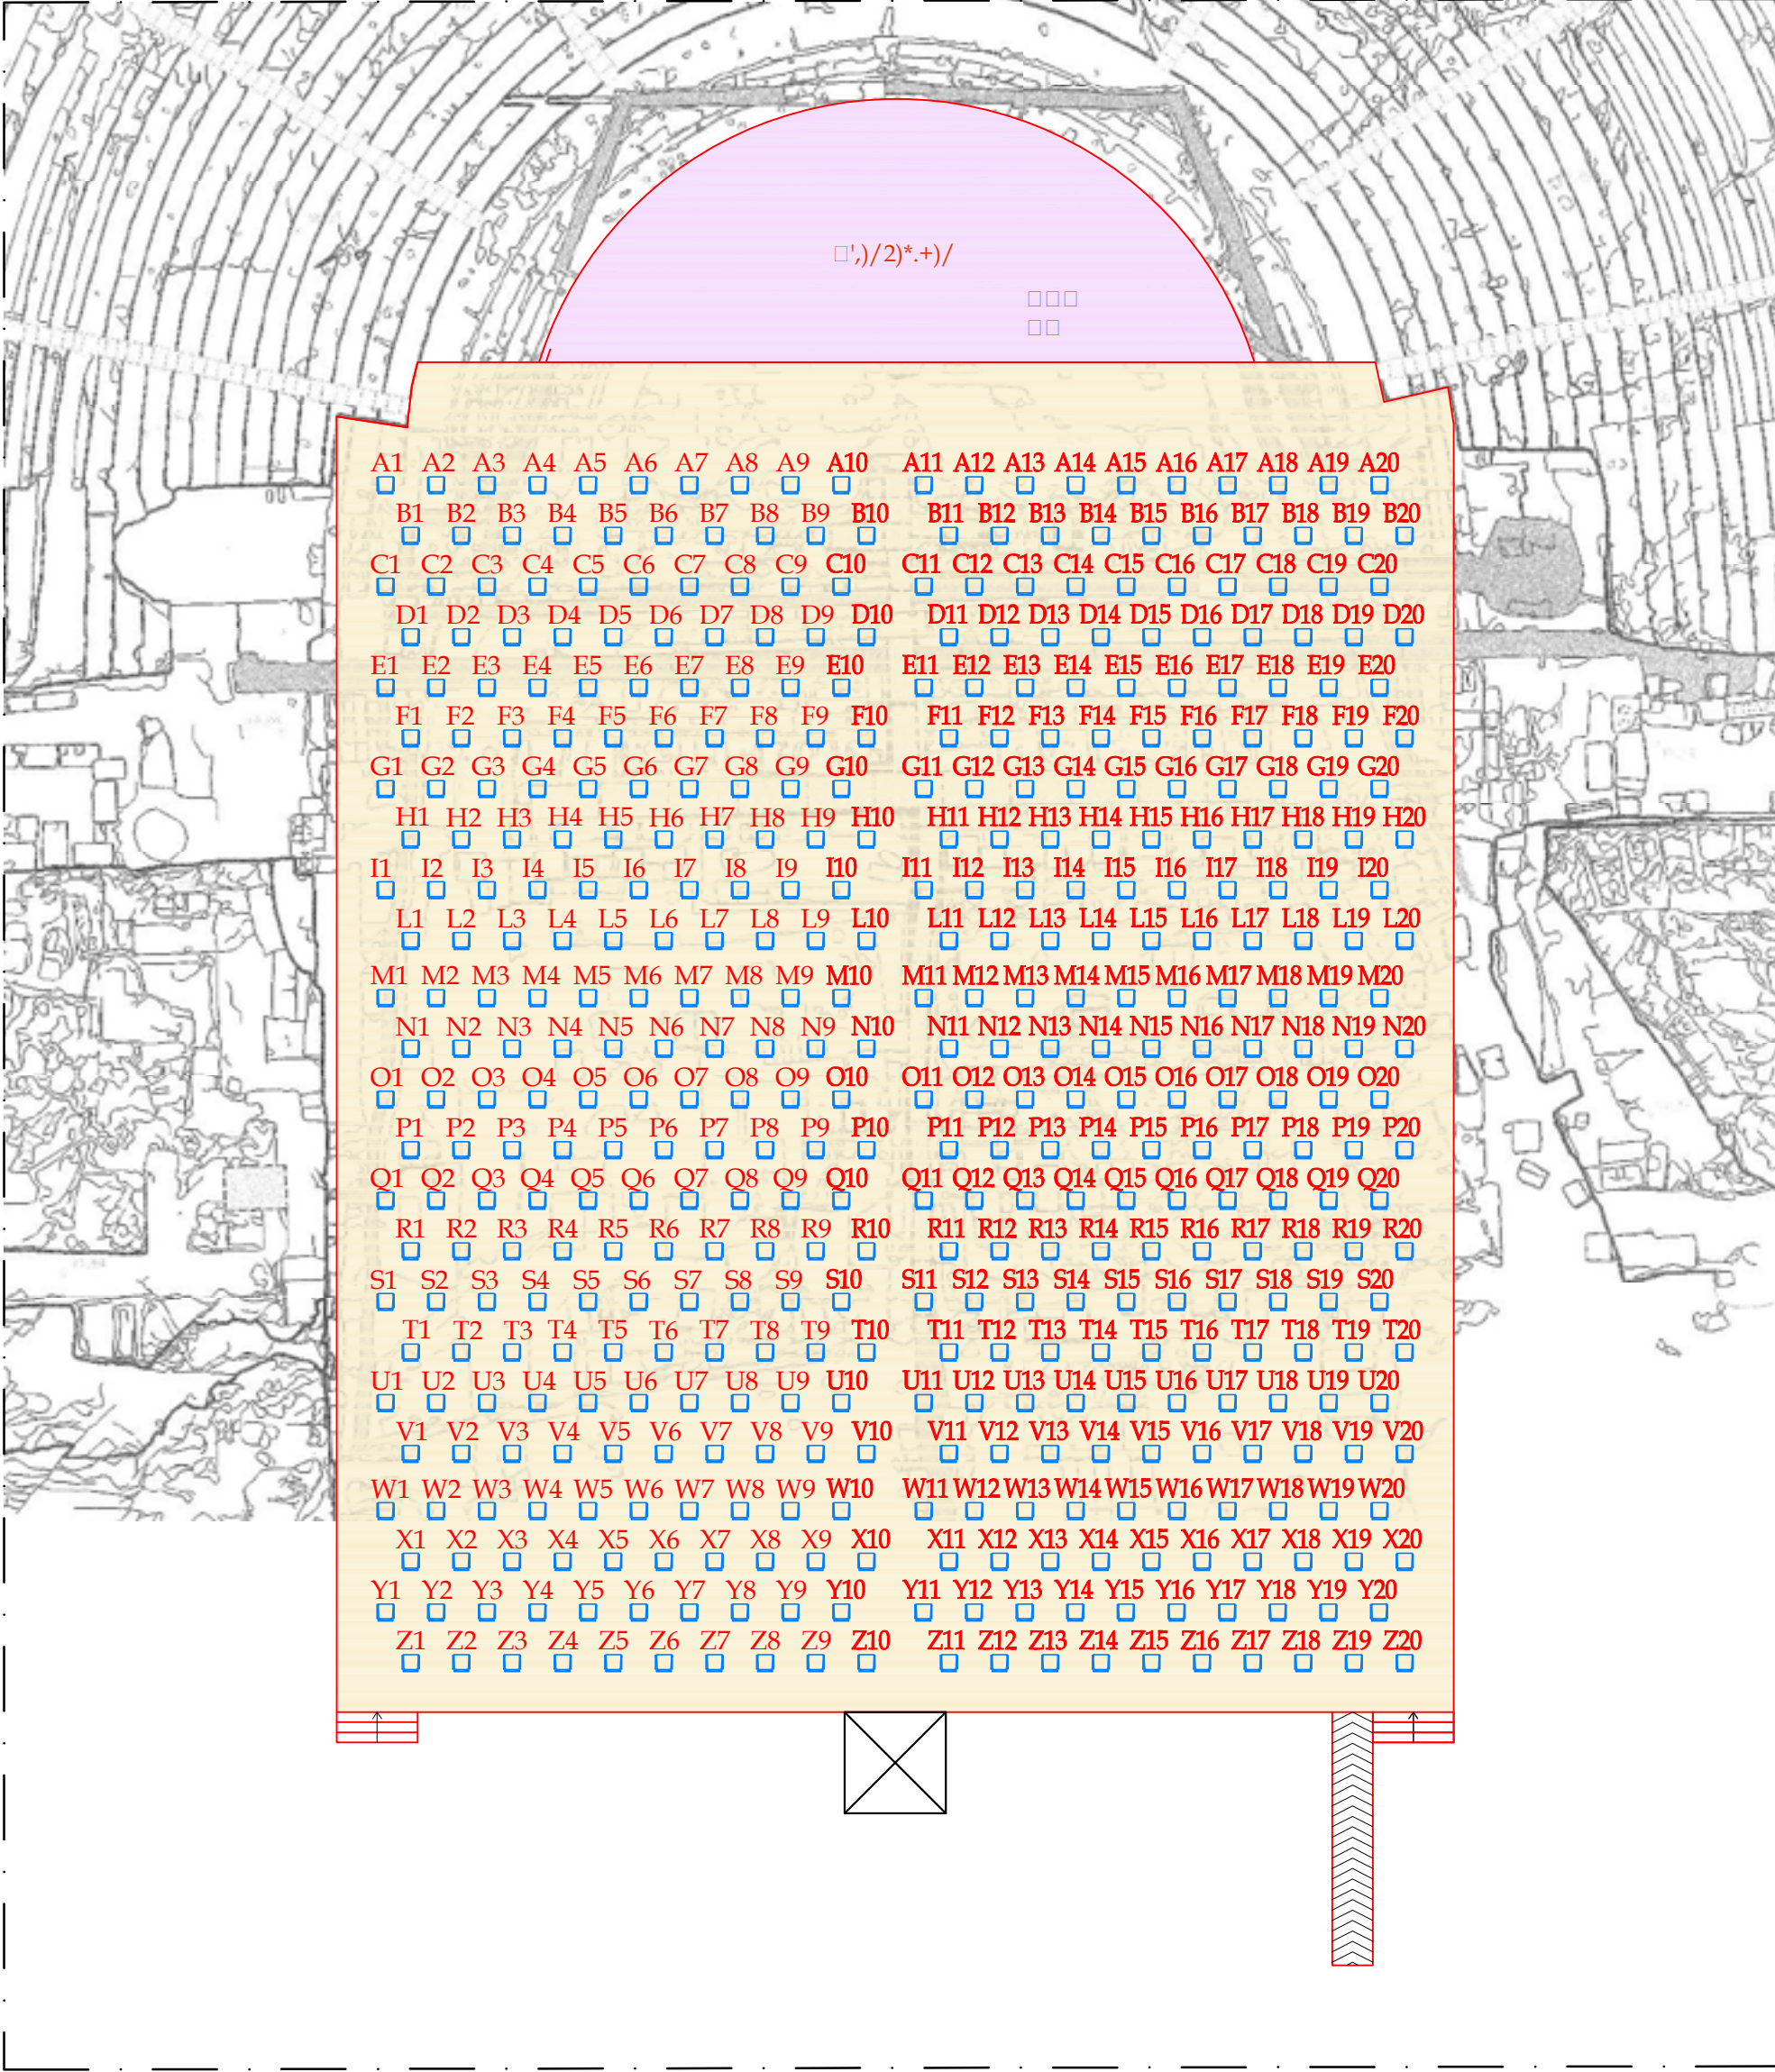 ',)/2)*.+)/
A1 A2 A3 A4 A5 A6 A7 A8 A9 A10 A11 A12 A13 A14 A15 A16 A17 A18 A19 A20
B1 B2 B3 B4 B5 B6 B7 B8 B9 B10 B11 B12 B13 B14 B15 B16 B17 B18 B19 B20
C1 C2 C3 C4 C5 C6 C7 C8 C9 C10 C11 C12 C13 C14 C15 C16 C17 C18 C19 C20
D1 D2 D3 D4 D5 D6 D7 D8 D9 D10 D11 D12 D13 D14 D15 D16 D17 D18 D19 D20
E1 E2 E3 E4 E5 E6 E7 E8 E9 E10 E11 E12 E13 E14 E15 E16 E17 E18 E19 E20
F1 F2 F3 F4 F5 F6 F7 F8 F9 F10 F11 F12 F13 F14 F15 F16 F17 F18 F19 F20
G1 G2 G3 G4 G5 G6 G7 G8 G9 G10 G11 G12 G13 G14 G15 G16 G17 G18 G19 G20
H1 H2 H3 H4 H5 H6 H7 H8 H9 H10 H11 H12 H13 H14 H15 H16 H17 H18 H19 H20
I1 I2 I3 I4 I5 I6 I7 I8 I9 I10 I11 I12 I13 I14 I15 I16 I17 I18 I19 I20
L1 L2 L3 L4 L5 L6 L7 L8 L9 L10 L11 L12 L13 L14 L15 L16 L17 L18 L19 L20
M1 M2 M3 M4 M5 M6 M7 M8 M9 M10 M11 M12 M13 M14 M15 M16 M17 M18 M19 M20
N1 N2 N3 N4 N5 N6 N7 N8 N9 N10 N11 N12 N13 N14 N15 N16 N17 N18 N19 N20
O1 O2 O3 O4 O5 O6 O7 O8 O9 O10 O11 O12 O13 O14 O15 O16 O17 O18 O19 O20
P1 P2 P3 P4 P5 P6 P7 P8 P9 P10 P11 P12 P13 P14 P15 P16 P17 P18 P19 P20
Q1 Q2 Q3 Q4 Q5 Q6 Q7 Q8 Q9 Q10 Q11 Q12 Q13 Q14 Q15 Q16 Q17 Q18 Q19 Q20
R1 R2 R3 R4 R5 R6 R7 R8 R9 R10 R11 R12 R13 R14 R15 R16 R17 R18 R19 R20
S1 S2 S3 S4 S5 S6 S7 S8 S9 S10 S11 S12 S13 S14 S15 S16 S17 S18 S19 S20
T1 T2 T3 T4 T5 T6 T7 T8 T9 T10 T11 T12 T13 T14 T15 T16 T17 T18 T19 T20
U1 U2 U3 U4 U5 U6 U7 U8 U9 U10 U11 U12 U13 U14 U15 U16 U17 U18 U19 U20
V1 V2 V3 V4 V5 V6 V7 V8 V9 V10 V11 V12 V13 V14 V15 V16 V17 V18 V19 V20
W1 W2 W3 W4 W5 W6 W7 W8 W9 W10 W11 W12 W13 W14 W15 W16 W17 W18 W19 W20
X1 X2 X3 X4 X5 X6 X7 X8 X9 X10 X11 X12 X13 X14 X15 X16 X17 X18 X19 X20
Y1 Y2 Y3 Y4 Y5 Y6 Y7 Y8 Y9 Y10 Y11 Y12 Y13 Y14 Y15 Y16 Y17 Y18 Y19 Y20
Z1 Z2 Z3 Z4 Z5 Z6 Z7 Z8 Z9 Z10 Z11 Z12 Z13 Z14 Z15 Z16 Z17 Z18 Z19 Z20